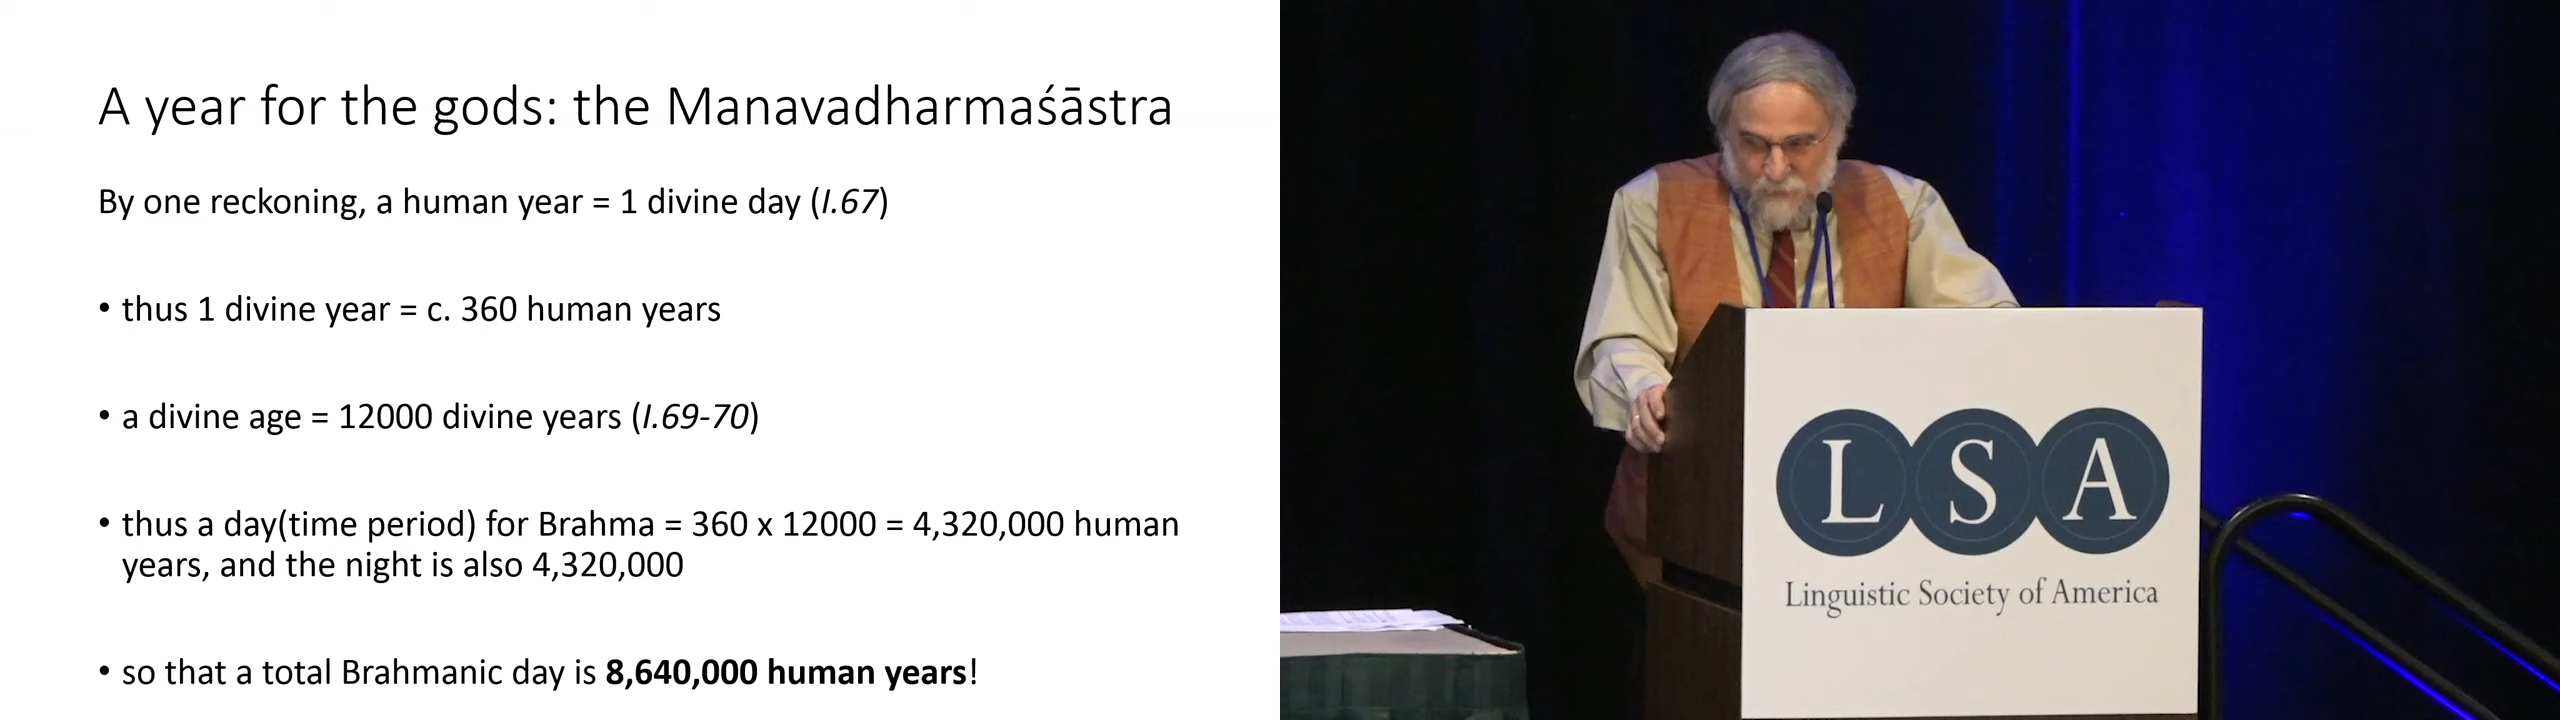 A year for the gods: the Manavadharmaśāstra
By one reckoning, a human year = 1 divine day (I.67)
• thus 1 divine year = c. 360 human years
• a divine age = 12000 divine years (I.69-70)
• thus a day(time period) for Brahma = 360 x 12000 = 4,320,000 human
years, and the night is also 4,320,000
• so that a total Brahmanic day is 8,640,000 human years!
LSA
Linguistic Society of America